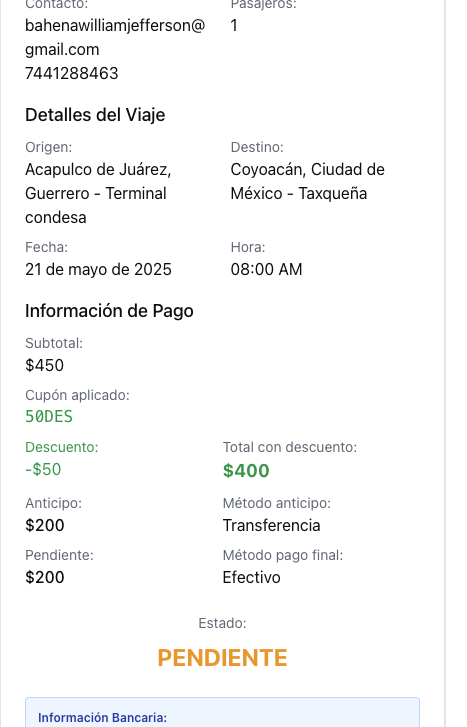 Contacto:
Pasajeros:
bahenawilliamjefferson@
gmail.com
7441288463
1
Detalles del Viaje
Origen:
Acapulco de Juárez,
Guerrero - Terminal
condesa
Destino:
Coyoacán, Ciudad de
México - Taxqueña
Fecha:
21 de mayo de 2025
Hora:
08:00 AM
Información de Pago
Subtotal:
$450
Cupón aplicado:
50DES
Descuento:
-$50
Total con descuento:
$400
Anticipo:
$200
Método anticipo:
Transferencia
Pendiente:
$200
Método pago final:
Efectivo
Estado:
PENDIENTE
Información Bancaria: